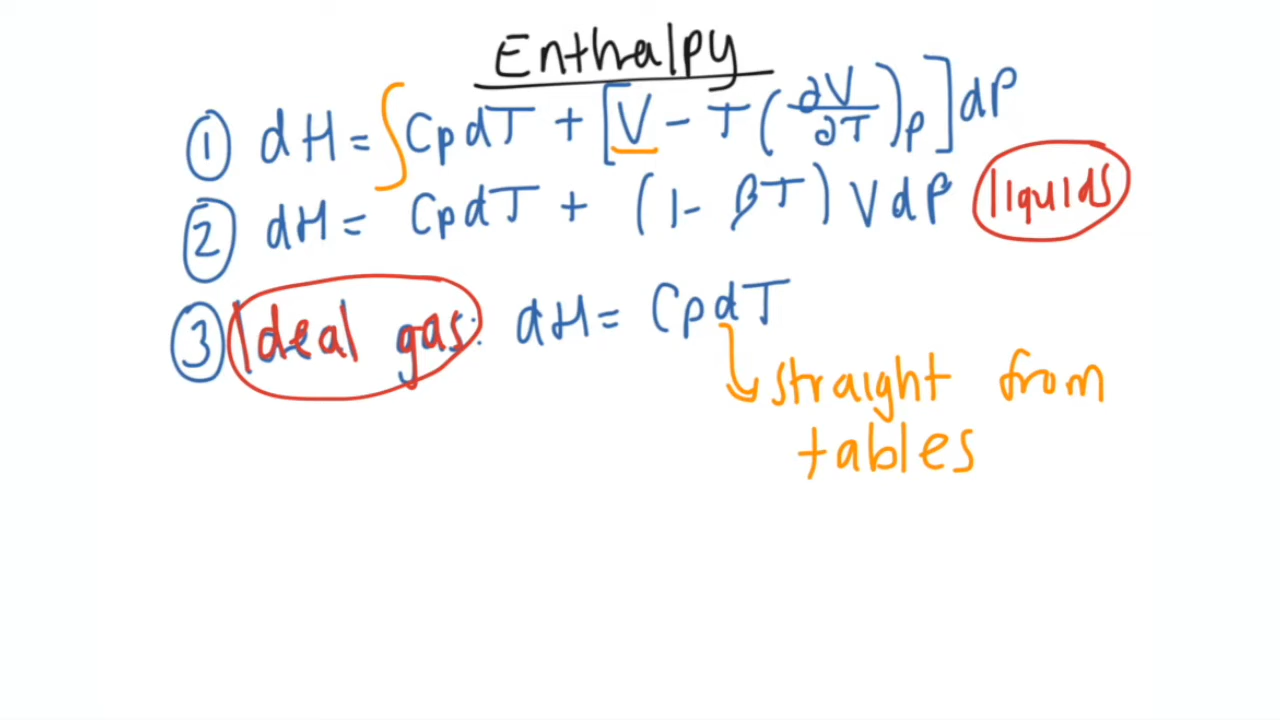 Enthalpy
① dH = ∫ CpdT + [V - T(∂V/∂T)p]dP
② dH = CpdT + (1 - βT) VdP liquids
③ Ideal gas: dH = CpdT
straight from
tables